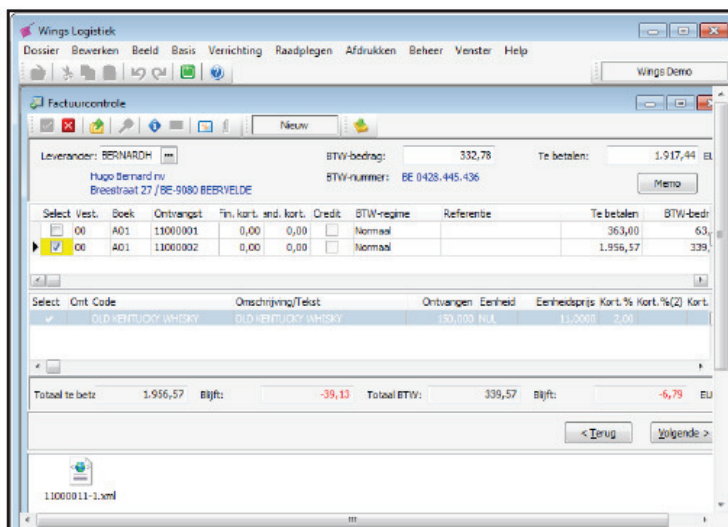 Wings Logistiek
Dossier Bewerken Beeld Basis Verrichting Raadplegen Afdrukken Beheer Venster Help
Wings Demo
Factuurcontrole
Nieuw
Leverander: BERNARDH ... BTW-bedrag: 332,78 Te betalen: 1.917,44 EU
Hugo Bernard nv BTW-nummer: BE 0428.445.436 Memo
Breestraat 27 / BE-9080 BEERVELDE
Select Vest. Boek Ontvangst Fin. kort. and. kort. Credit BTW-regime Referentie Te betalen BTW-bedr
00 A01 11000001 0,00 0,00 Normaal 363,00 63,
00 A01 11000002 0,00 0,00 Normaal 1.956,57 339,
Select Omt Code Omschrijving/Tekst Ontvangen Eenheid Eenheidsprijs Kort.% Kort.%(2) Kort.
OLD KENTUCKY WHISKY OLD KENTUCKY WHISKY 150,000 NUL 11,0000 2,00
Totaal te beta 1.956,57 Blijft: -39,13 Totaal BTW: 339,57 Blijft: -6,79 EU
< Terug Volgende >
11000011-1.xml